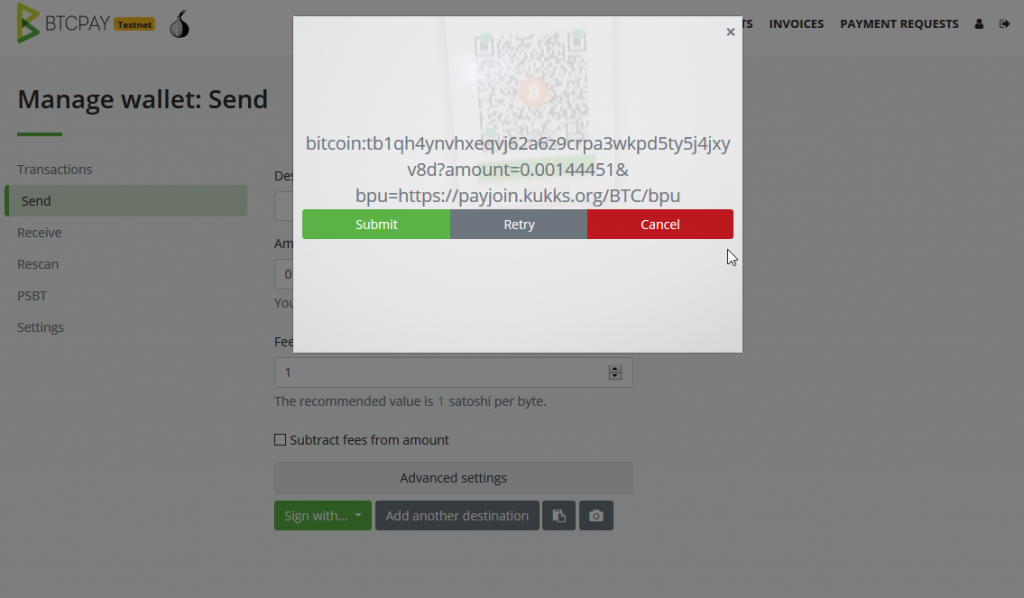 BTCPAY Testnet
TS INVOICES PAYMENT REQUESTS
Manage wallet: Send
Transactions
Send
Receive
Rescan
PSBT
Settings
bitcoin:tb1qh4ynvhxeqvj62a6z9crpa3wkpd5ty5j4jxy
v8d?amount=0.00144451&
bpu=https://payjoin.kukks.org/BTC/bpu
Submit Retry Cancel
Des
Am
0
You
Fee
1
The recommended value is 1 satoshi per byte.
Subtract fees from amount
Advanced settings
Sign with... Add another destination